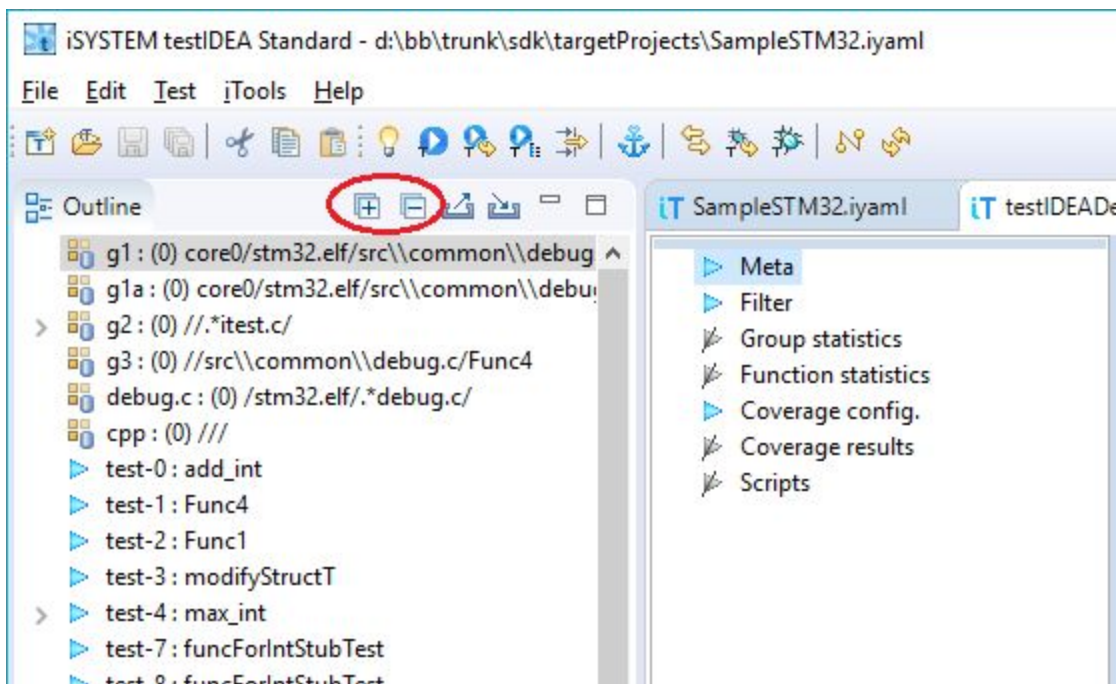 iSYSTEM testIDEA Standard - d:\bb\trunk\sdk\targetProjects\SampleSTM32.iyaml
File Edit Test iTools Help
Outline
g1 : (0) core0/stm32.elf/src\\common\\debug
g1a : (0) core0/stm32.elf/src\\common\\debu
g2 : (0) //.*itest.c/
g3 : (0) //src\\common\\debug.c/Func4
debug.c : (0) /stm32.elf/.*debug.c/
cpp : (0) ///
test-0 : add_int
test-1 : Func4
test-2 : Func1
test-3 : modifyStructT
test-4 : max_int
test-7 : funcForIntStubTest
test-8 : funcForIntStubTest
SampleSTM32.iyaml testIDEADe
Meta
Filter
Group statistics
Function statistics
Coverage config.
Coverage results
Scripts